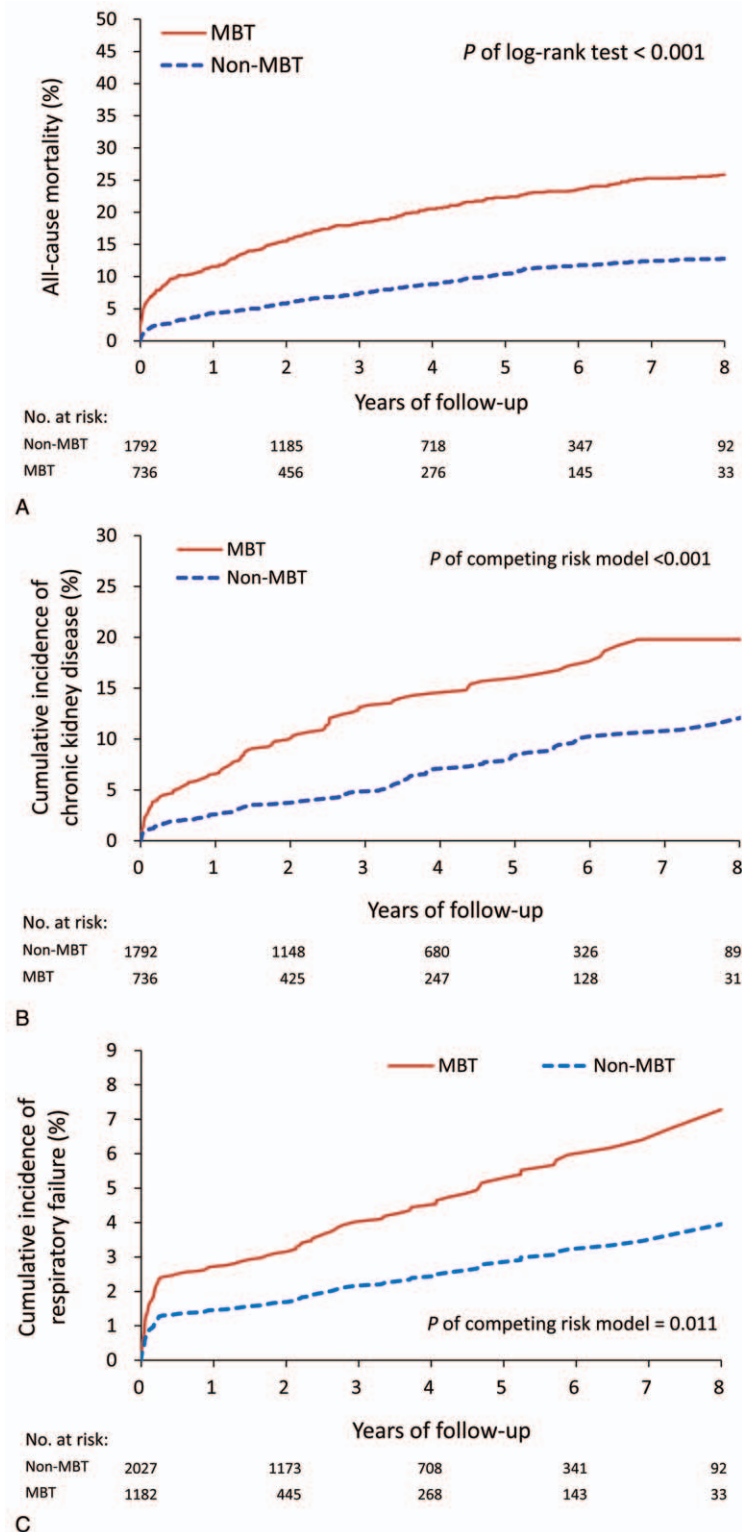 All-cause mortality (%)
50
45
40
35
30
25
20
15
10
5
0
MBT
Non-MBT
P of log-rank test < 0.001
0 1 2 3 4 5 6 7 8
Years of follow-up
No. at risk:
Non-MBT 1792 1185 718 347 92
MBT 736 456 276 145 33
A
Cumulative incidence of
chronic kidney disease (%)
30
25
20
15
10
5
0
MBT
Non-MBT
P of competing risk model <0.001
0 1 2 3 4 5 6 7 8
Years of follow-up
No. at risk:
Non-MBT 1792 1148 680 326 89
MBT 736 425 247 128 31
B
Cumulative incidence of
respiratory failure (%)
9
8
7
6
5
4
3
2
1
0
MBT Non-MBT
P of competing risk model = 0.011
0 1 2 3 4 5 6 7 8
Years of follow-up
No. at risk:
Non-MBT 2027 1173 708 341 92
MBT 1182 445 268 143 33
C